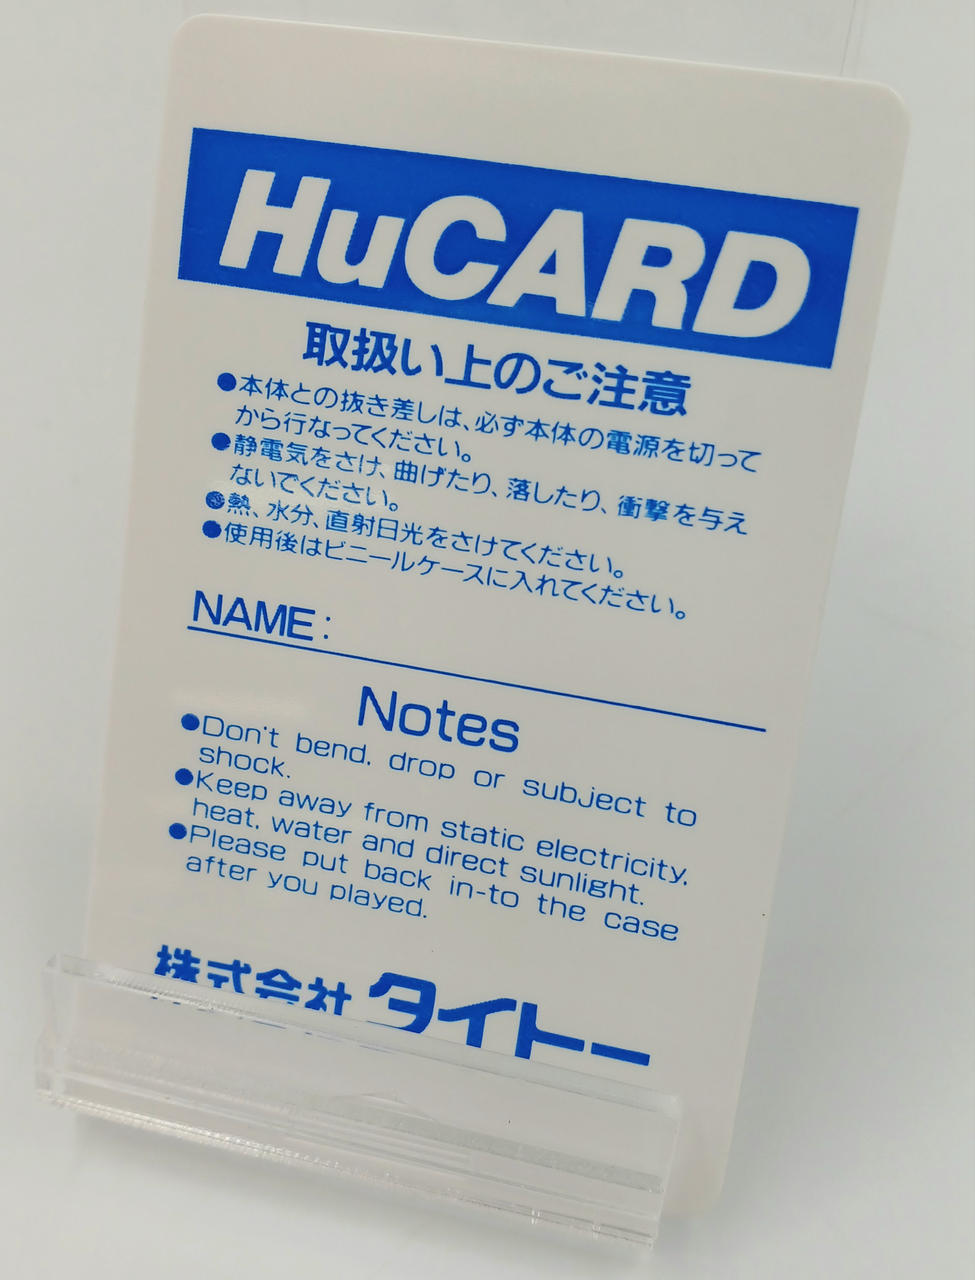 HuCARD
取扱い上のご注意
●本体との抜き差しは、必ず本体の電源を切って
から行なってください。
●静電気をさけ、曲げたり、落したり、衝撃を与え
ないでください。
●熱、水分、直射日光をさけてください。
●使用後はビニールケースに入れてください。
NAME:
Notes
●Don't bend, drop or subject to
shock.
●Keep away from static electricity,
heat, water and direct sunlight.
●Please put back in-to the case
after you played.
株式会社タイトー